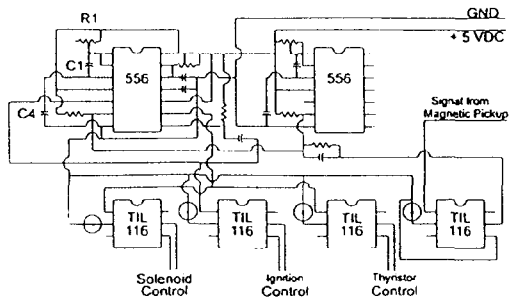 R1
GND
+ 5 VDC
C1
556
556
Signal from
Magnetic Pickup
C4
TIL
116
TIL
116
TIL
116
TIL
116
Solenoid
Control
Ignition
Control
Thyristor
Control